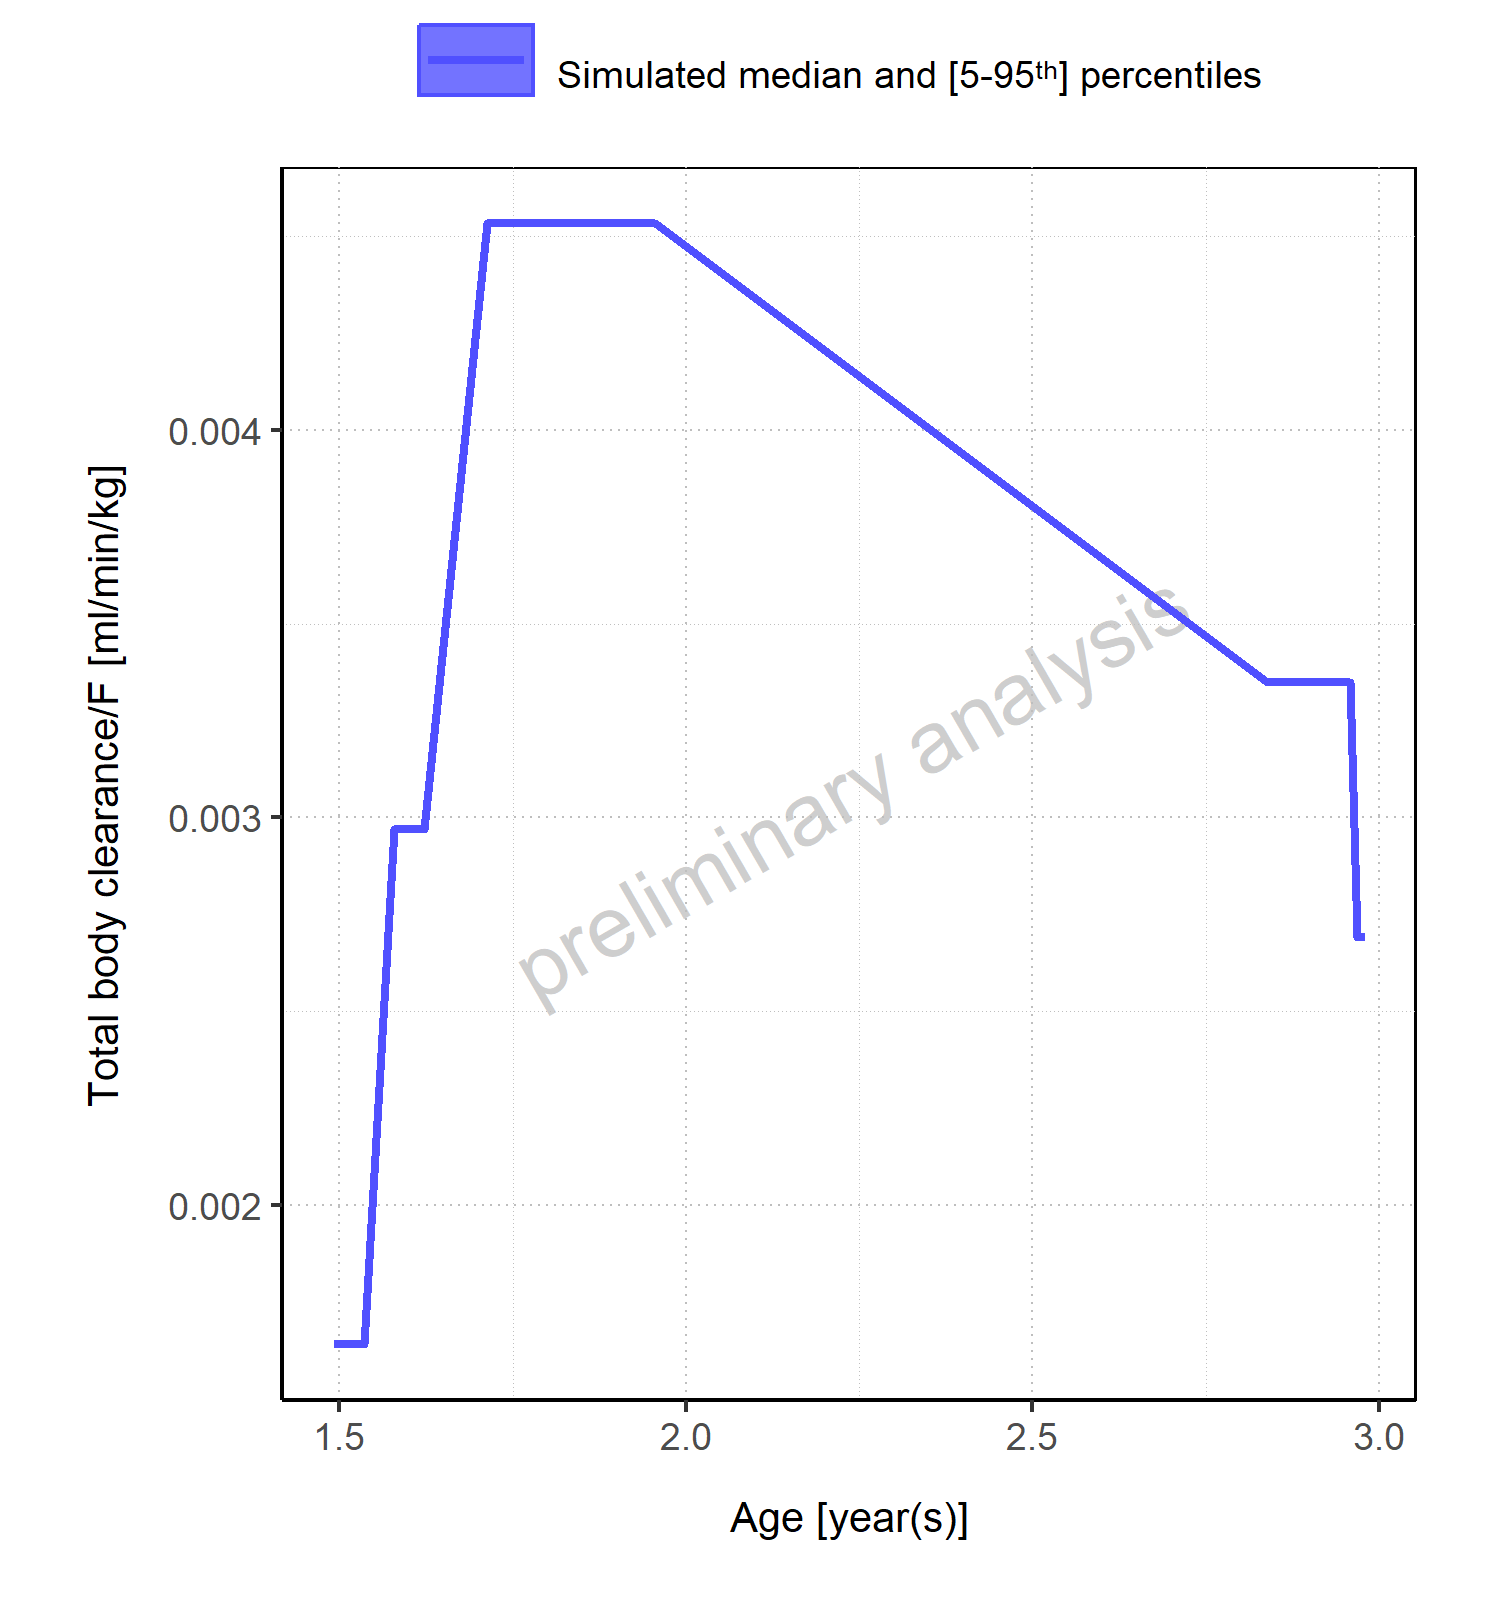 Simulated median and [5-95th] percentiles
Total body clearance/F [ml/min/kg]
0.004
0.003
0.002
preliminary analysis
1.5 2.0 2.5 3.0
Age [year(s)]